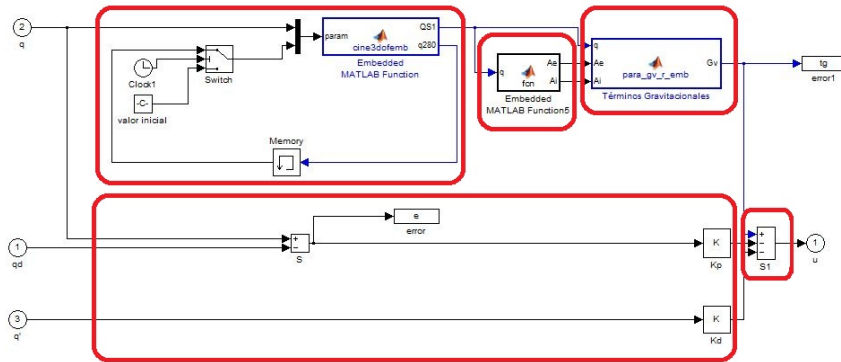 2
q
param
cine3dofemb
QS1
q280
Embedded
MATLAB Function
Clock1
Switch
-C-
valor inicial
Memory
q
fcn
Ae
Ai
Embedded
MATLAB Function5
q
Ae
Ai
para_gv_r_emb
Gv
Términos Gravitacionales
tg
error1
1
qd
+
−
S
e
error
K
Kp
+
−
−
S1
1
u
3
q'
K
Kd